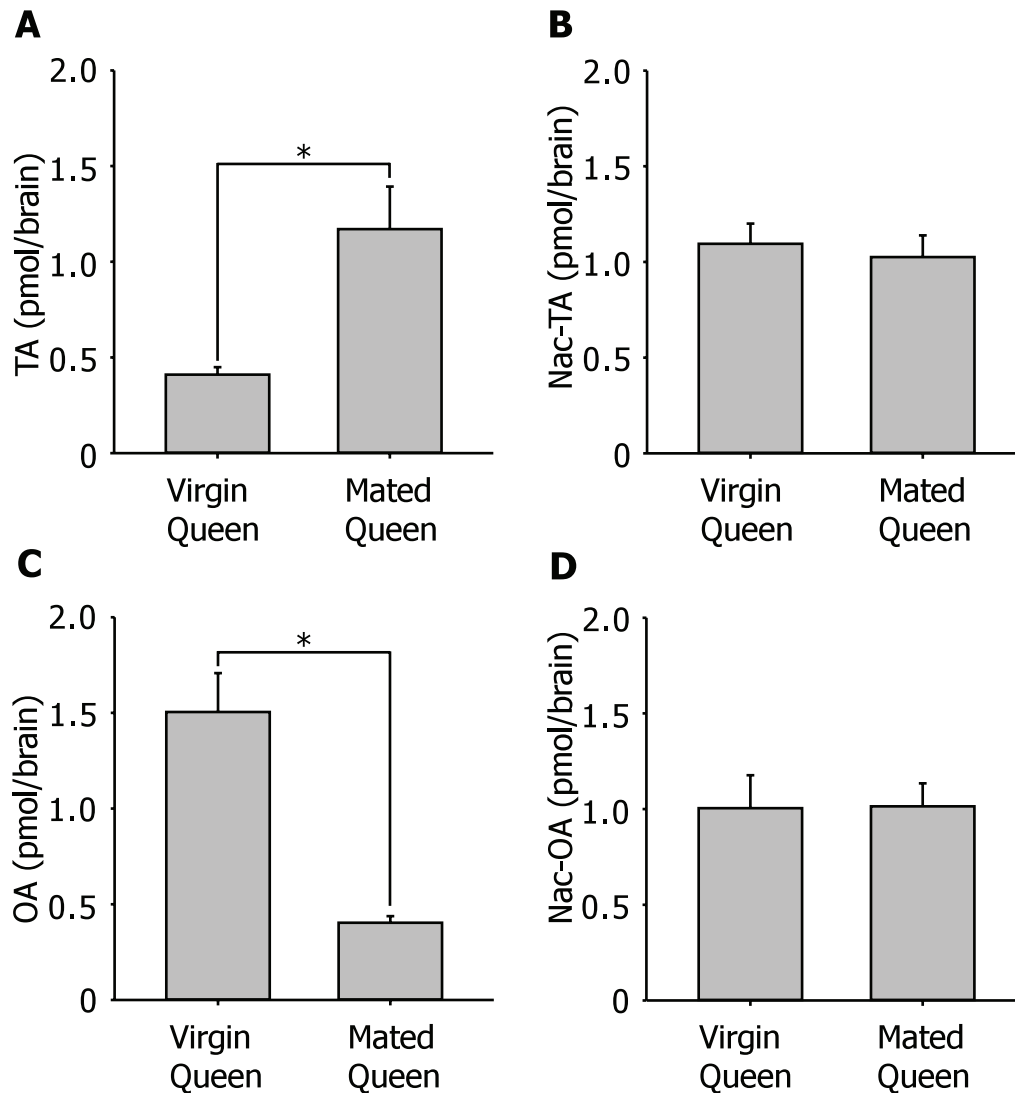 A
TA (pmol/brain)
2.0
1.5
1.0
0.5
0
*
Virgin
Queen
Mated
Queen
B
Nac-TA (pmol/brain)
2.0
1.5
1.0
0.5
0
Virgin
Queen
Mated
Queen
C
OA (pmol/brain)
2.0
1.5
1.0
0.5
0
*
Virgin
Queen
Mated
Queen
D
Nac-OA (pmol/brain)
2.0
1.5
1.0
0.5
0
Virgin
Queen
Mated
Queen